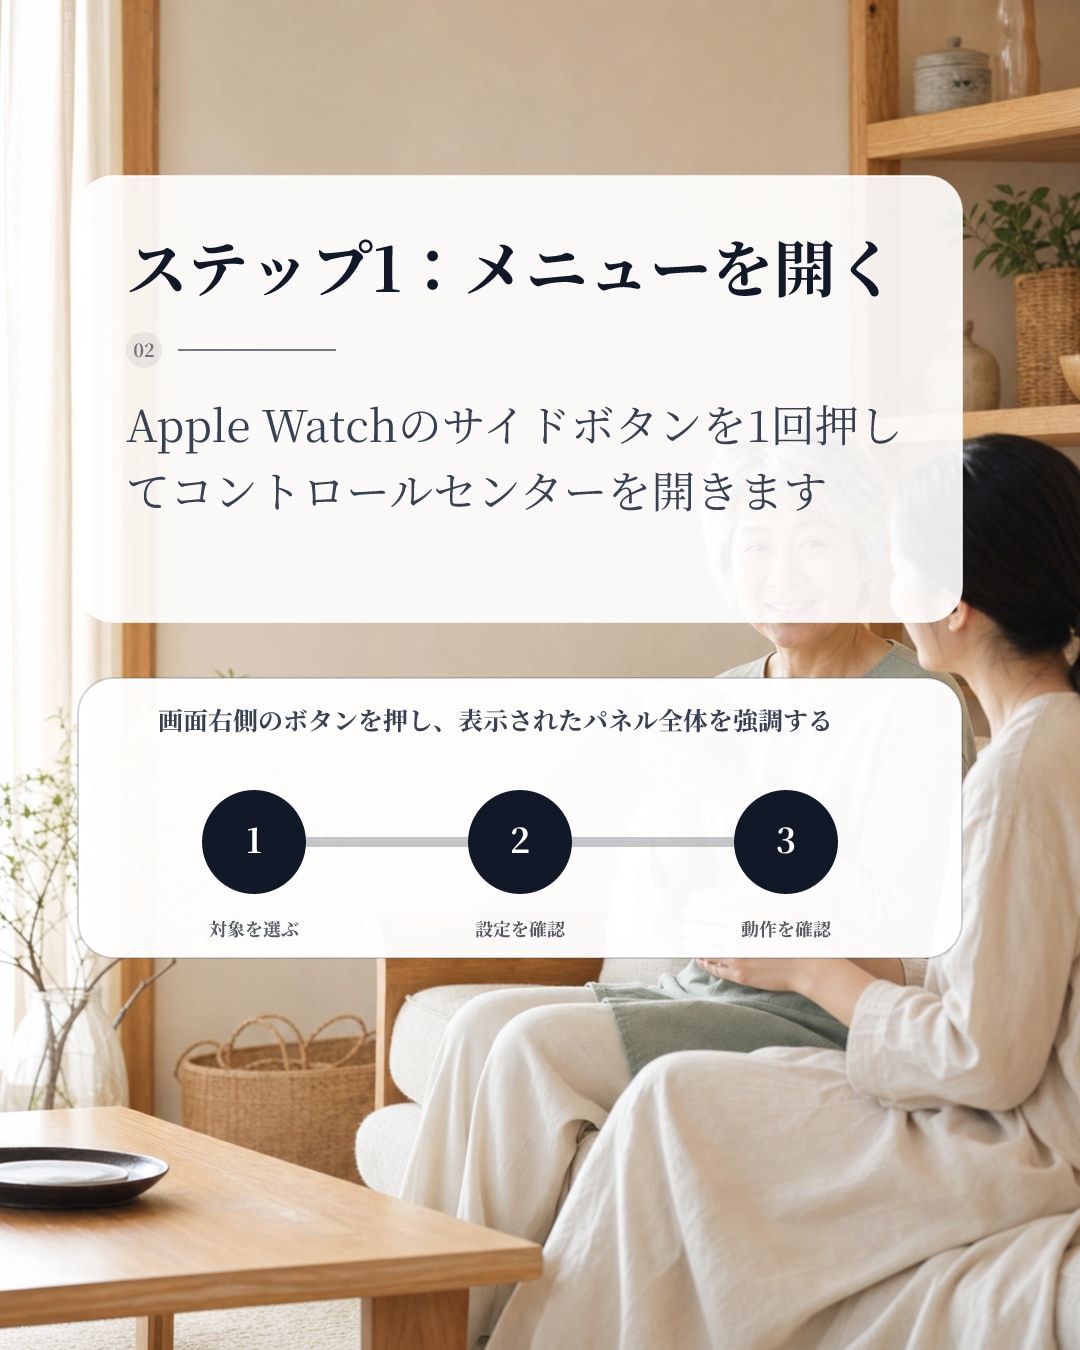 ステップ1：メニューを開く
02
Apple Watchのサイドボタンを1回押し
てコントロールセンターを開きます
画面右側のボタンを押し、表示されたパネル全体を強調する
1
2
3
対象を選ぶ
設定を確認
動作を確認